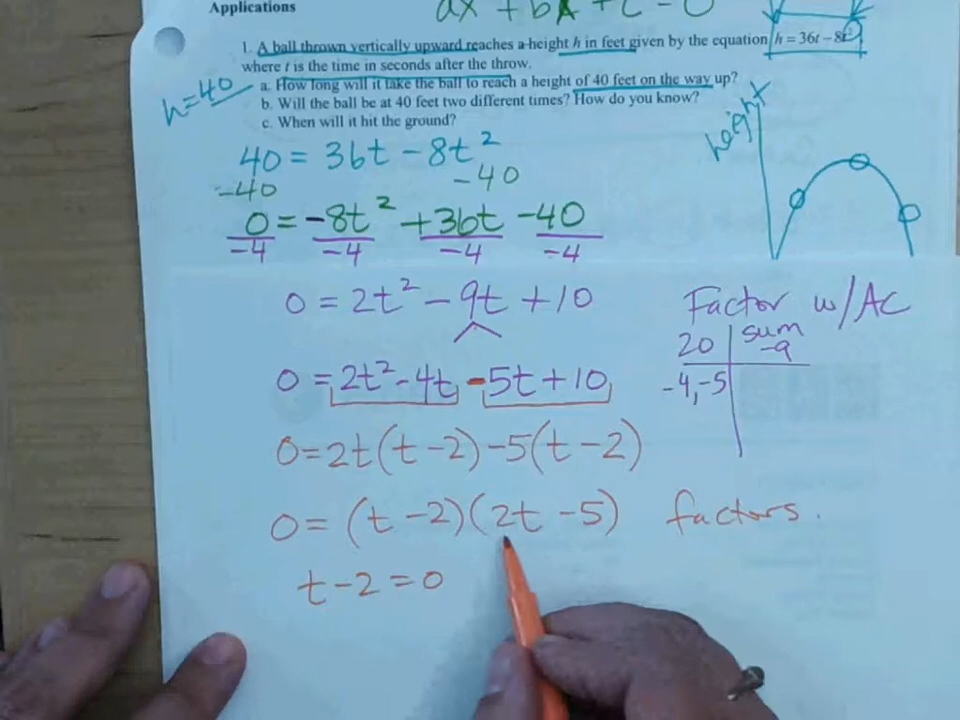 Applications
ax + bx + c = 0
1. A ball thrown vertically upward reaches a height h in feet given by the equation h = 36t – 8t²
where t is the time in seconds after the throw.
a. How long will it take the ball to reach a height of 40 feet on the way up?
h=40
b. Will the ball be at 40 feet two different times? How do you know?
c. When will it hit the ground?
height
40 = 36t - 8t²
-40 -40
0 = -8t² + 36t - 40
-4 -4 -4 -4
0 = 2t² - 9t + 10
Factor w/AC
20 sum -9
-4, -5
0 = 2t² - 4t - 5t + 10
0 = 2t(t - 2) - 5(t - 2)
0 = (t - 2)(2t - 5) factors.
t - 2 = 0